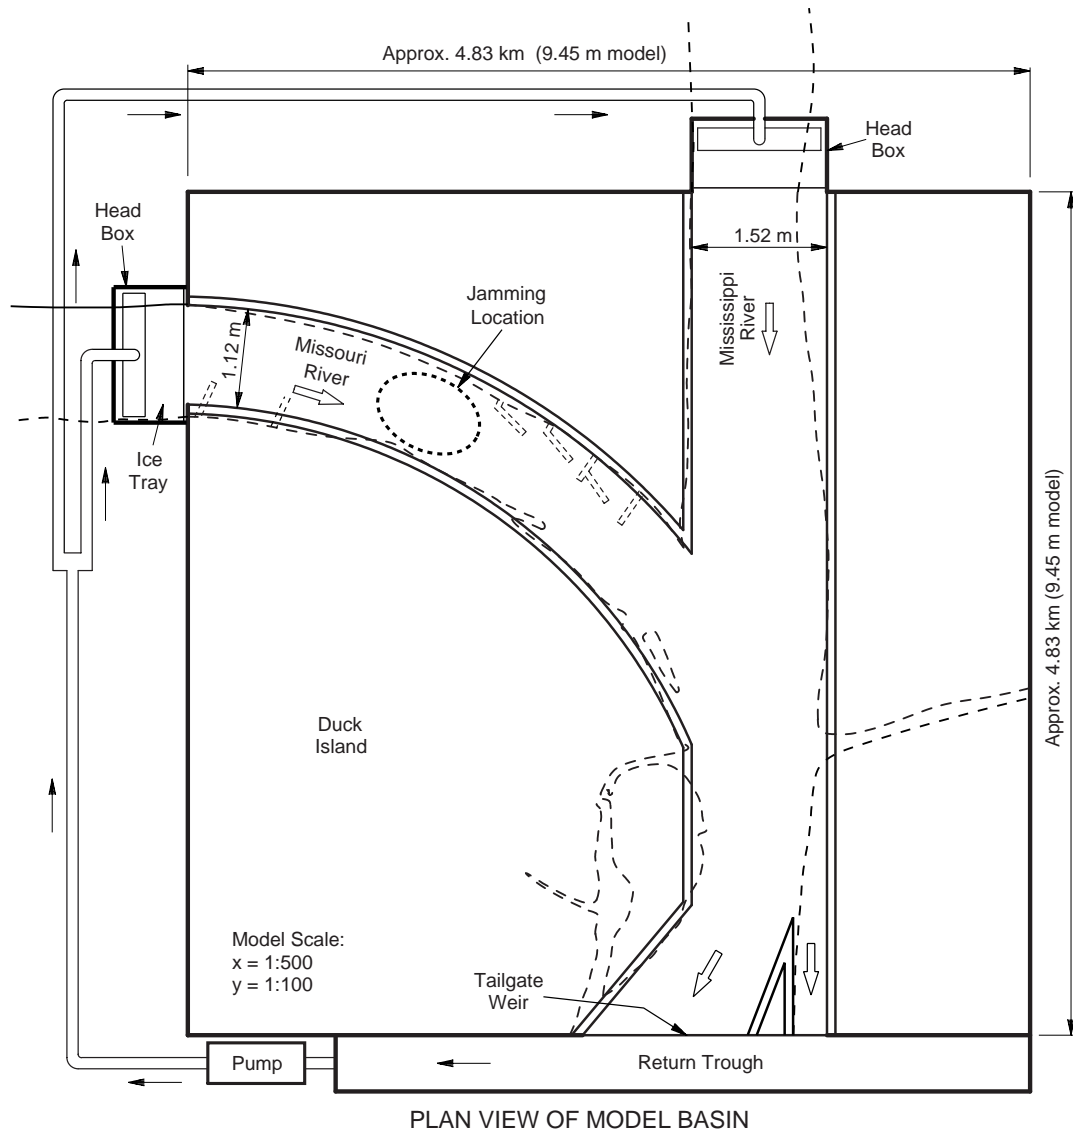 Approx. 4.83 km (9.45 m model)
Head
Box
Head
Box
1.52 m
Jamming
Location
Mississippi
River
1.12 m
Missouri
River
Ice
Tray
Approx. 4.83 km (9.45 m model)
Duck
Island
Model Scale:
x = 1:500
y = 1:100
Tailgate
Weir
Pump
Return Trough
PLAN VIEW OF MODEL BASIN